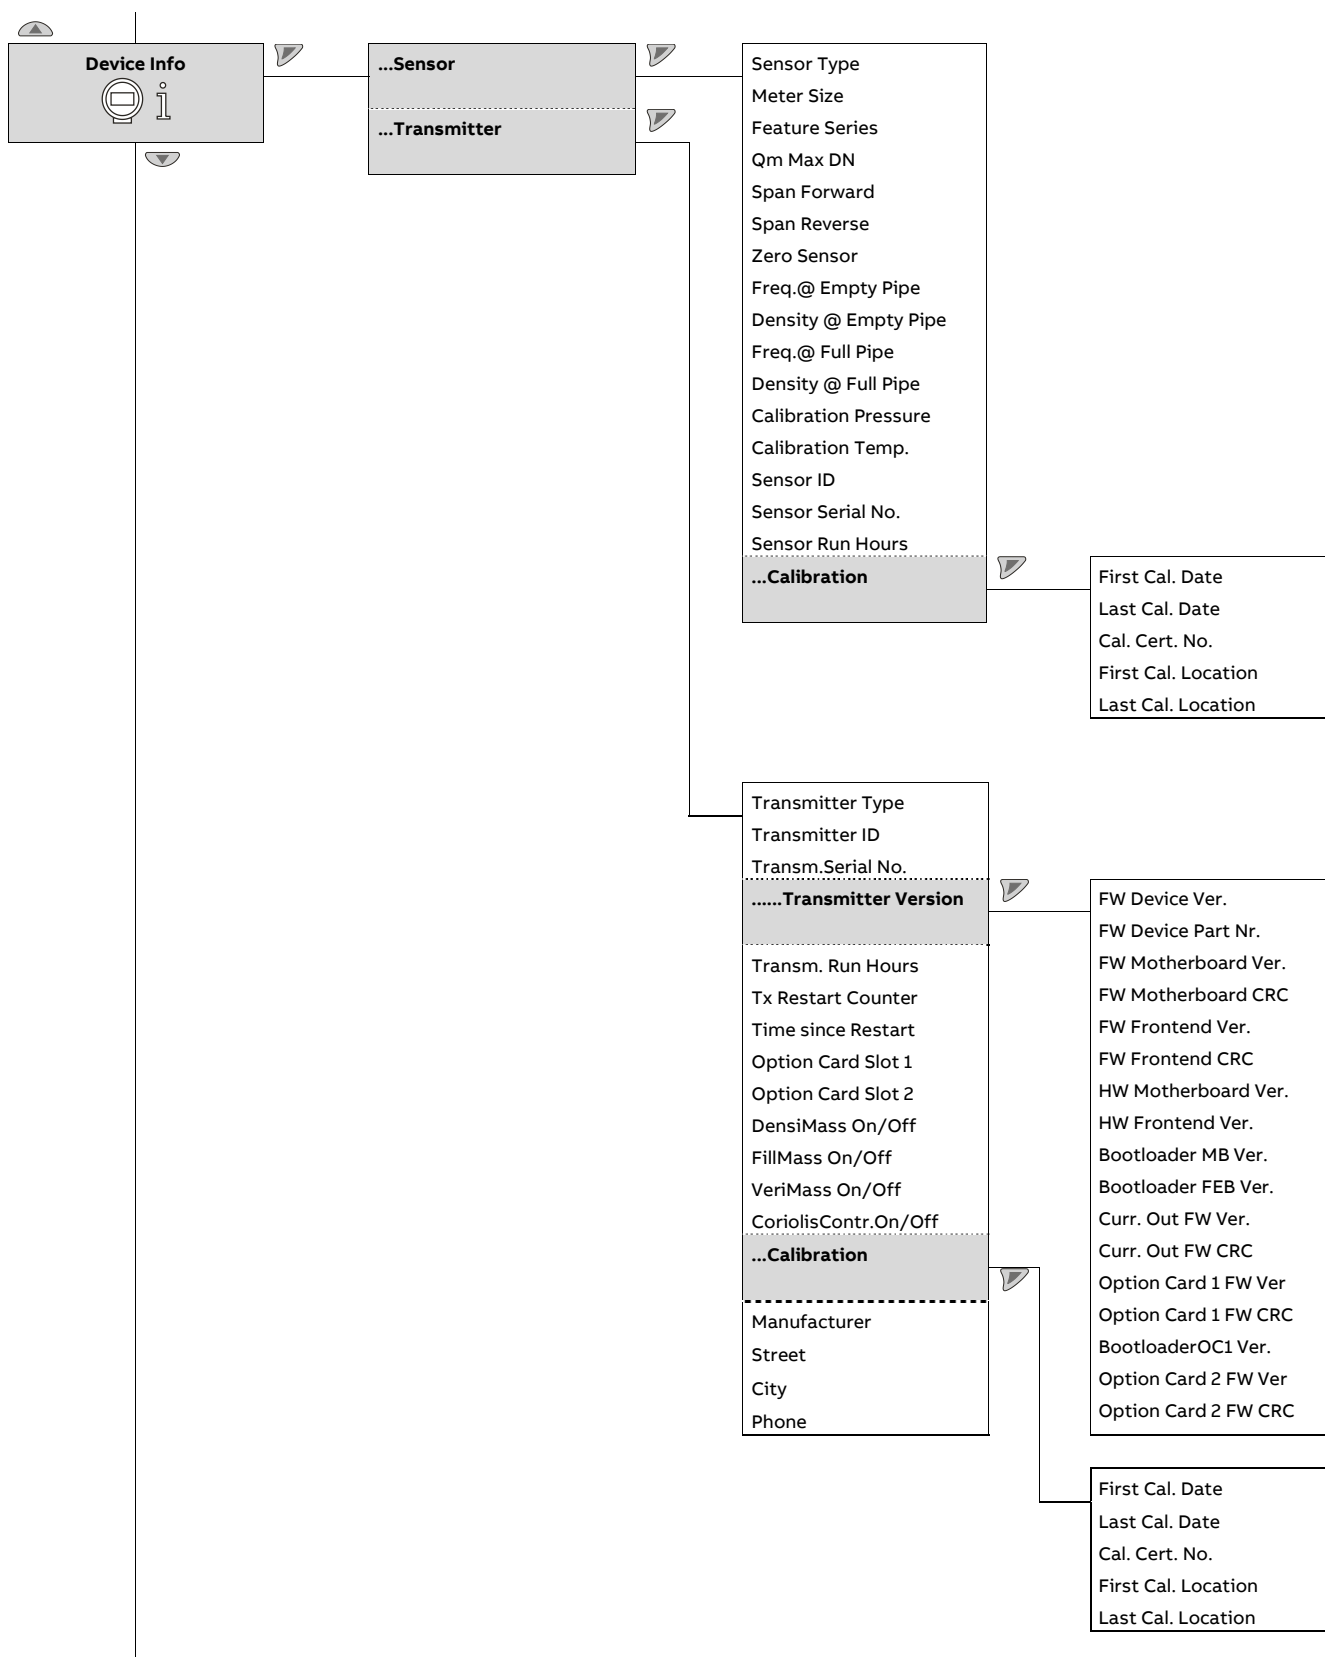 Device Info
i
...Sensor
...Transmitter
Sensor Type
Meter Size
Feature Series
Qm Max DN
Span Forward
Span Reverse
Zero Sensor
Freq.@ Empty Pipe
Density @ Empty Pipe
Freq.@ Full Pipe
Density @ Full Pipe
Calibration Pressure
Calibration Temp.
Sensor ID
Sensor Serial No.
Sensor Run Hours
...Calibration
First Cal. Date
Last Cal. Date
Cal. Cert. No.
First Cal. Location
Last Cal. Location
Transmitter Type
Transmitter ID
Transm.Serial No.
......Transmitter Version
Transm. Run Hours
Tx Restart Counter
Time since Restart
Option Card Slot 1
Option Card Slot 2
DensiMass On/Off
FillMass On/Off
VeriMass On/Off
CoriolisContr.On/Off
...Calibration
Manufacturer
Street
City
Phone
FW Device Ver.
FW Device Part Nr.
FW Motherboard Ver.
FW Motherboard CRC
FW Frontend Ver.
FW Frontend CRC
HW Motherboard Ver.
HW Frontend Ver.
Bootloader MB Ver.
Bootloader FEB Ver.
Curr. Out FW Ver.
Curr. Out FW CRC
Option Card 1 FW Ver
Option Card 1 FW CRC
BootloaderOC1 Ver.
Option Card 2 FW Ver
Option Card 2 FW CRC
First Cal. Date
Last Cal. Date
Cal. Cert. No.
First Cal. Location
Last Cal. Location